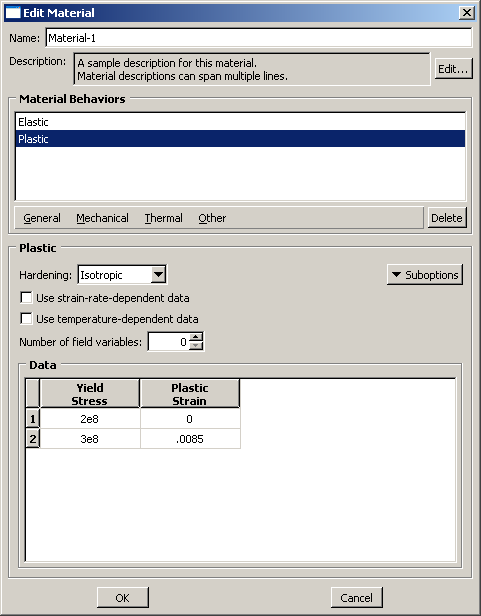 Edit Material
Name: Material-1
Description: A sample description for this material.
Material descriptions can span multiple lines.
Edit...
Material Behaviors
Elastic
Plastic
General Mechanical Thermal Other Delete
Plastic
Hardening: Isotropic Suboptions
Use strain-rate-dependent data
Use temperature-dependent data
Number of field variables: 0
Data
Yield Stress Plastic Strain
1 2e8 0
2 3e8 .0085
OK Cancel